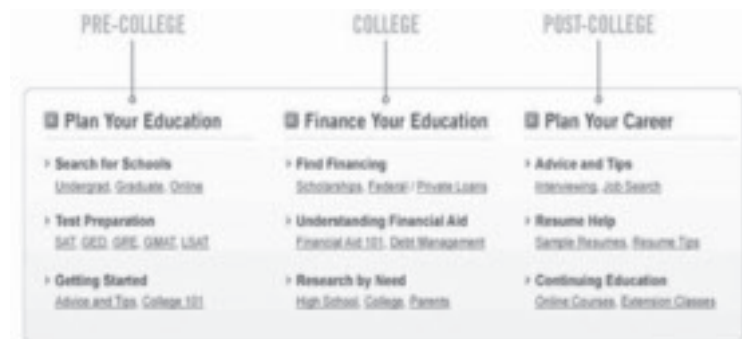 PRE-COLLEGE
COLLEGE
POST-COLLEGE
Plan Your Education
› Search for Schools
Undergrad, Graduate, Online
› Test Preparation
SAT, GED, GRE, GMAT, LSAT
› Getting Started
Advice and Tips, College 101
Finance Your Education
› Find Financing
Scholarships, Federal / Private Loans
› Understanding Financial Aid
Financial Aid 101, Debt Management
› Research by Need
High School, College, Parents
Plan Your Career
› Advice and Tips
Interviewing, Job Search
› Resume Help
Sample Resumes, Resume Tips
› Continuing Education
Online Courses, Extension Classes